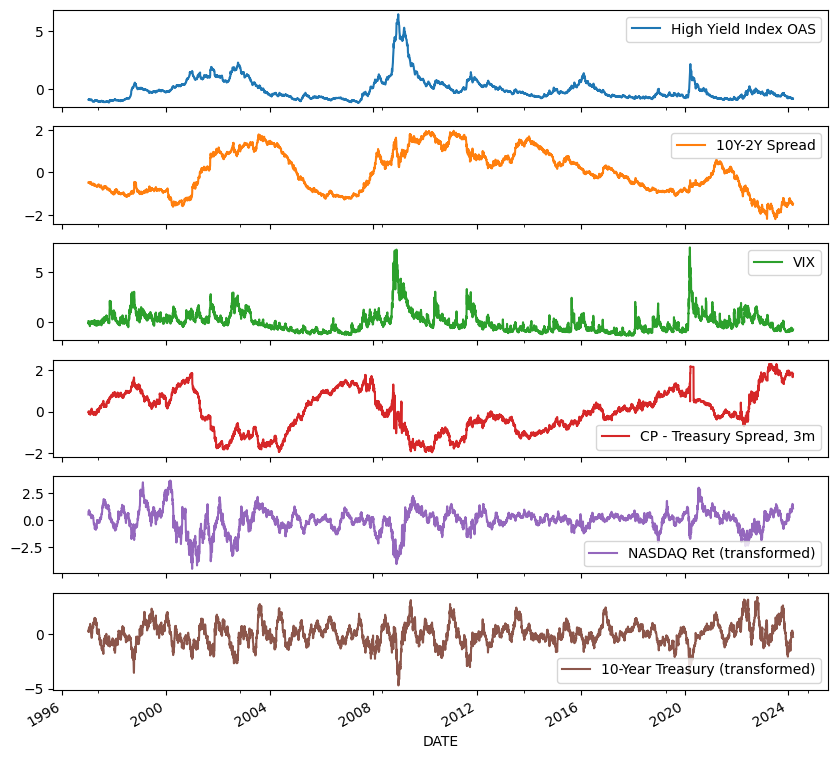 High Yield Index OAS
5
0
10Y-2Y Spread
2
0
−2
VIX
5
0
CP - Treasury Spread, 3m
2
0
−2
NASDAQ Ret (transformed)
2.5
0.0
−2.5
10-Year Treasury (transformed)
0
−5
1996 2000 2004 2008 2012 2016 2020 2024
DATE